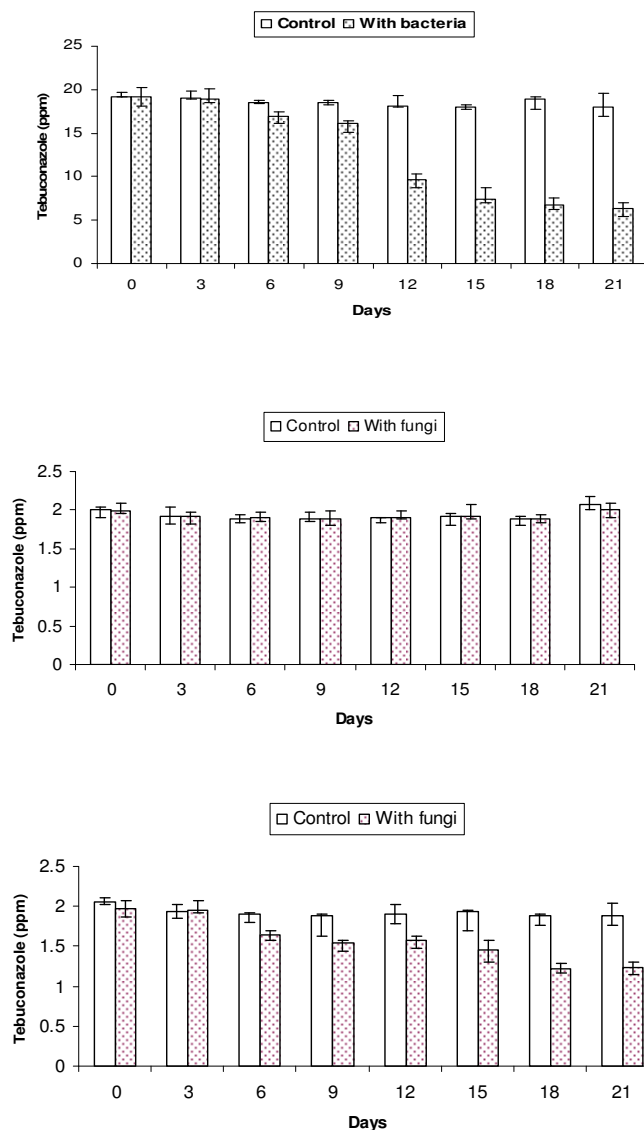 Control With bacteria
25
20
15
10
5
0
Tebuconazole (ppm)
0 3 6 9 12 15 18 21
Days
Control With fungi
2.5
2
1.5
1
0.5
0
Tebuconazole (ppm)
0 3 6 9 12 15 18 21
Days
Control With fungi
2.5
2
1.5
1
0.5
0
Tebuconazole (ppm)
0 3 6 9 12 15 18 21
Days